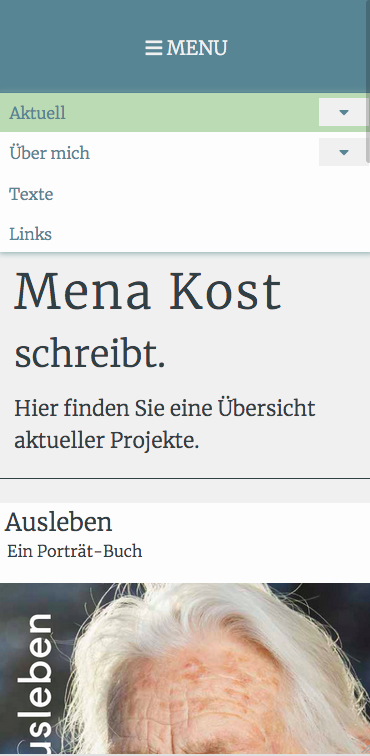 MENU
Aktuell
Über mich
Texte
Links
Mena Kost
schreibt.
Hier finden Sie eine Übersicht
aktueller Projekte.
Ausleben
Ein Porträt-Buch
usleben